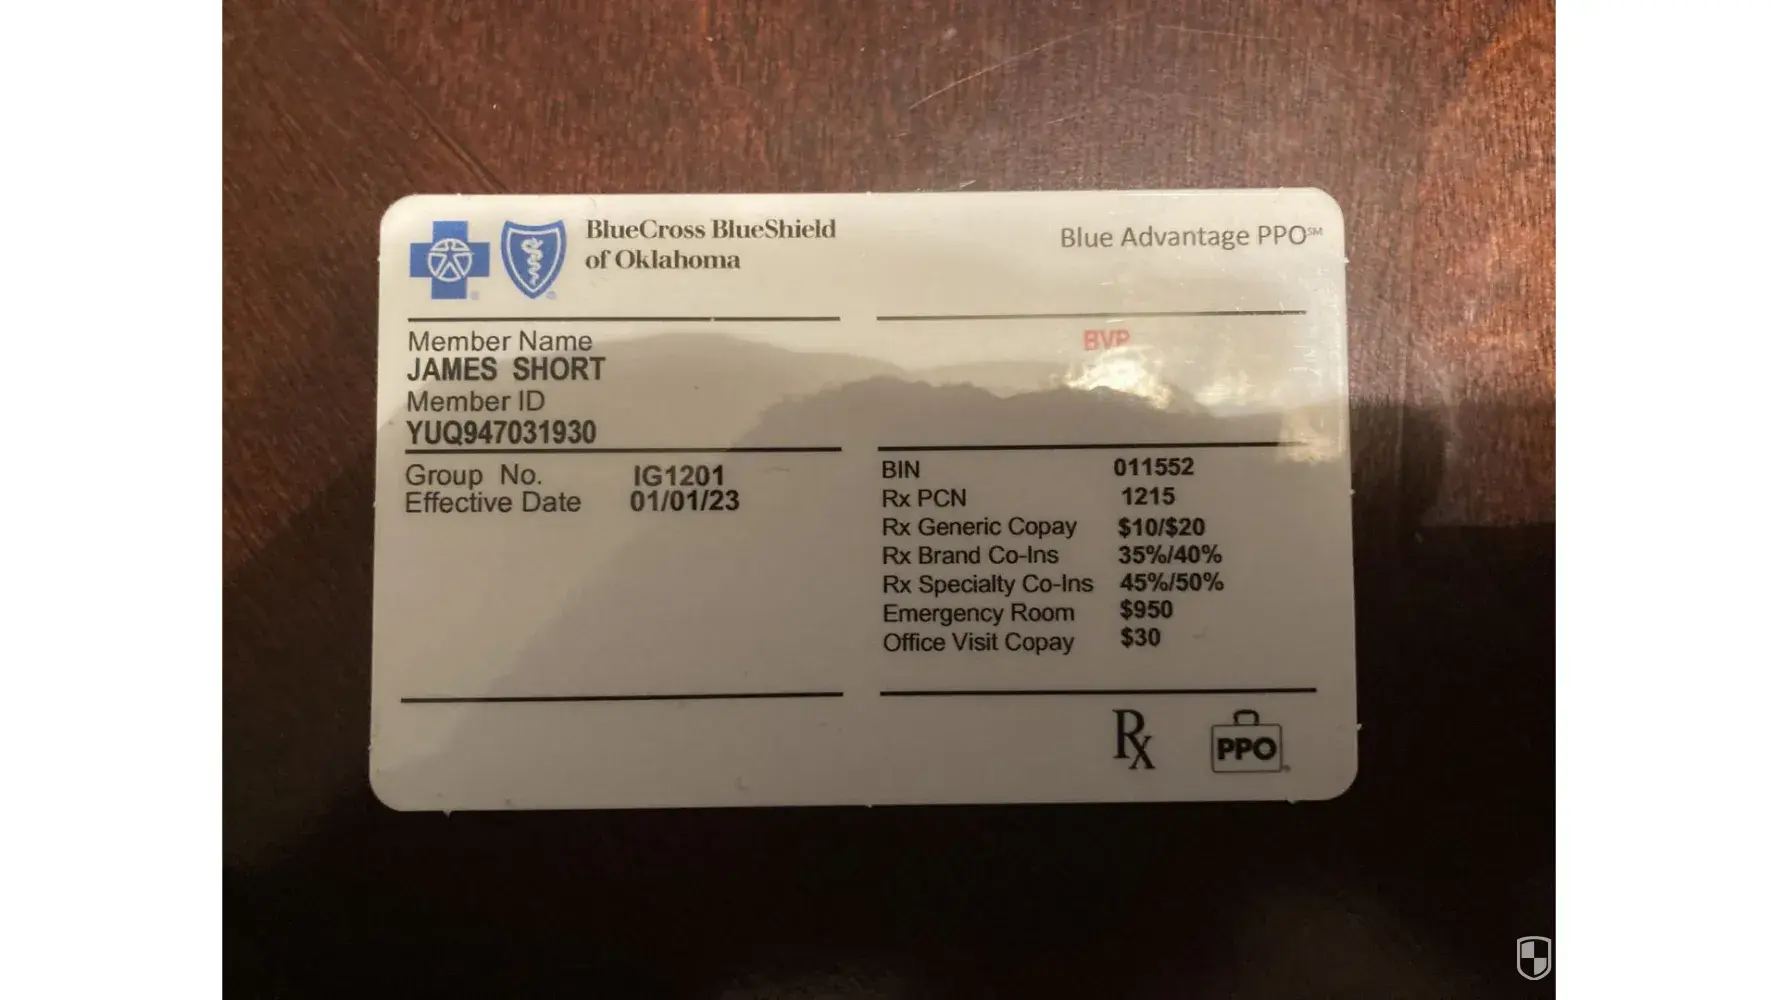 BlueCross BlueShield
of Oklahoma
Blue Advantage PPO℠
Member Name
JAMES SHORT
Member ID
YUQ947031930
Group No. IG1201
Effective Date 01/01/23
BVP
BIN 011552
Rx PCN 1215
Rx Generic Copay $10/$20
Rx Brand Co-Ins 35%/40%
Rx Specialty Co-Ins 45%/50%
Emergency Room $950
Office Visit Copay $30
Rx
PPO®